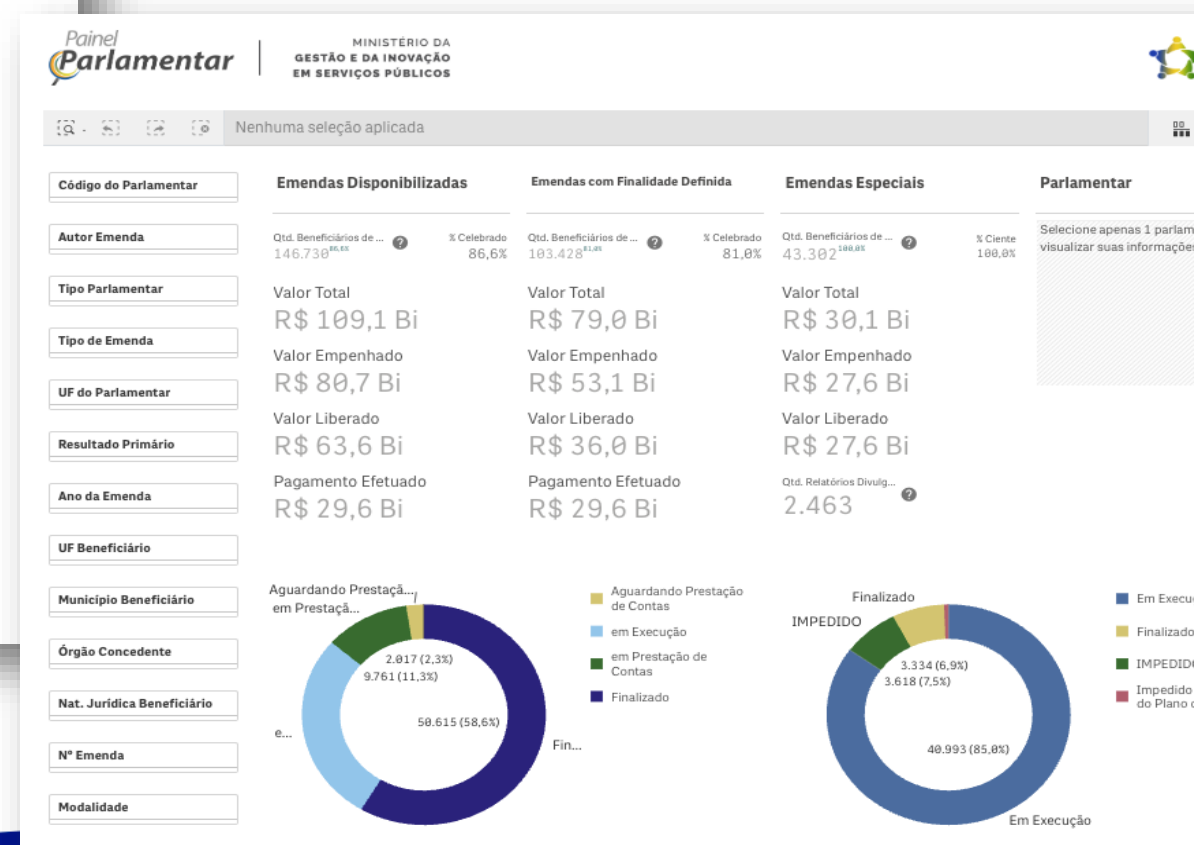 Painel
Parlamentar
MINISTÉRIO DA
GESTÃO E DA INOVAÇÃO
EM SERVIÇOS PÚBLICOS
Nenhuma seleção aplicada
Código do Parlamentar
Autor Emenda
Tipo Parlamentar
Tipo de Emenda
UF do Parlamentar
Resultado Primário
Ano da Emenda
UF Beneficiário
Município Beneficiário
Órgão Concedente
Nat. Jurídica Beneficiário
Nº Emenda
Modalidade
Emendas Disponibilizadas
Qtd. Beneficiários de ... ? % Celebrado
146.730 86,6% 86,6%
Valor Total
R$ 109,1 Bi
Valor Empenhado
R$ 80,7 Bi
Valor Liberado
R$ 63,6 Bi
Pagamento Efetuado
R$ 29,6 Bi
Emendas com Finalidade Definida
Qtd. Beneficiários de ... ? % Celebrado
103.428 81,0% 81,0%
Valor Total
R$ 79,0 Bi
Valor Empenhado
R$ 53,1 Bi
Valor Liberado
R$ 36,0 Bi
Pagamento Efetuado
R$ 29,6 Bi
Emendas Especiais
Qtd. Beneficiários de ... ? % Ciente
43.302 100,0% 100,0%
Valor Total
R$ 30,1 Bi
Valor Empenhado
R$ 27,6 Bi
Valor Liberado
R$ 27,6 Bi
Qtd. Relatórios Divulg... ?
2.463
Parlamentar
Selecione apenas 1 parlam
visualizar suas informações
Aguardando Prestaçã...
em Prestaçã...
2.017 (2,3%)
9.761 (11,3%)
50.615 (58,6%)
e...
Fin...
Aguardando Prestação
de Contas
em Execução
em Prestação de
Contas
Finalizado
Finalizado
IMPEDIDO
3.334 (6,9%)
3.618 (7,5%)
40.993 (85,0%)
Em Execução
Em Execu
Finalizado
IMPEDID
Impedido
do Plano